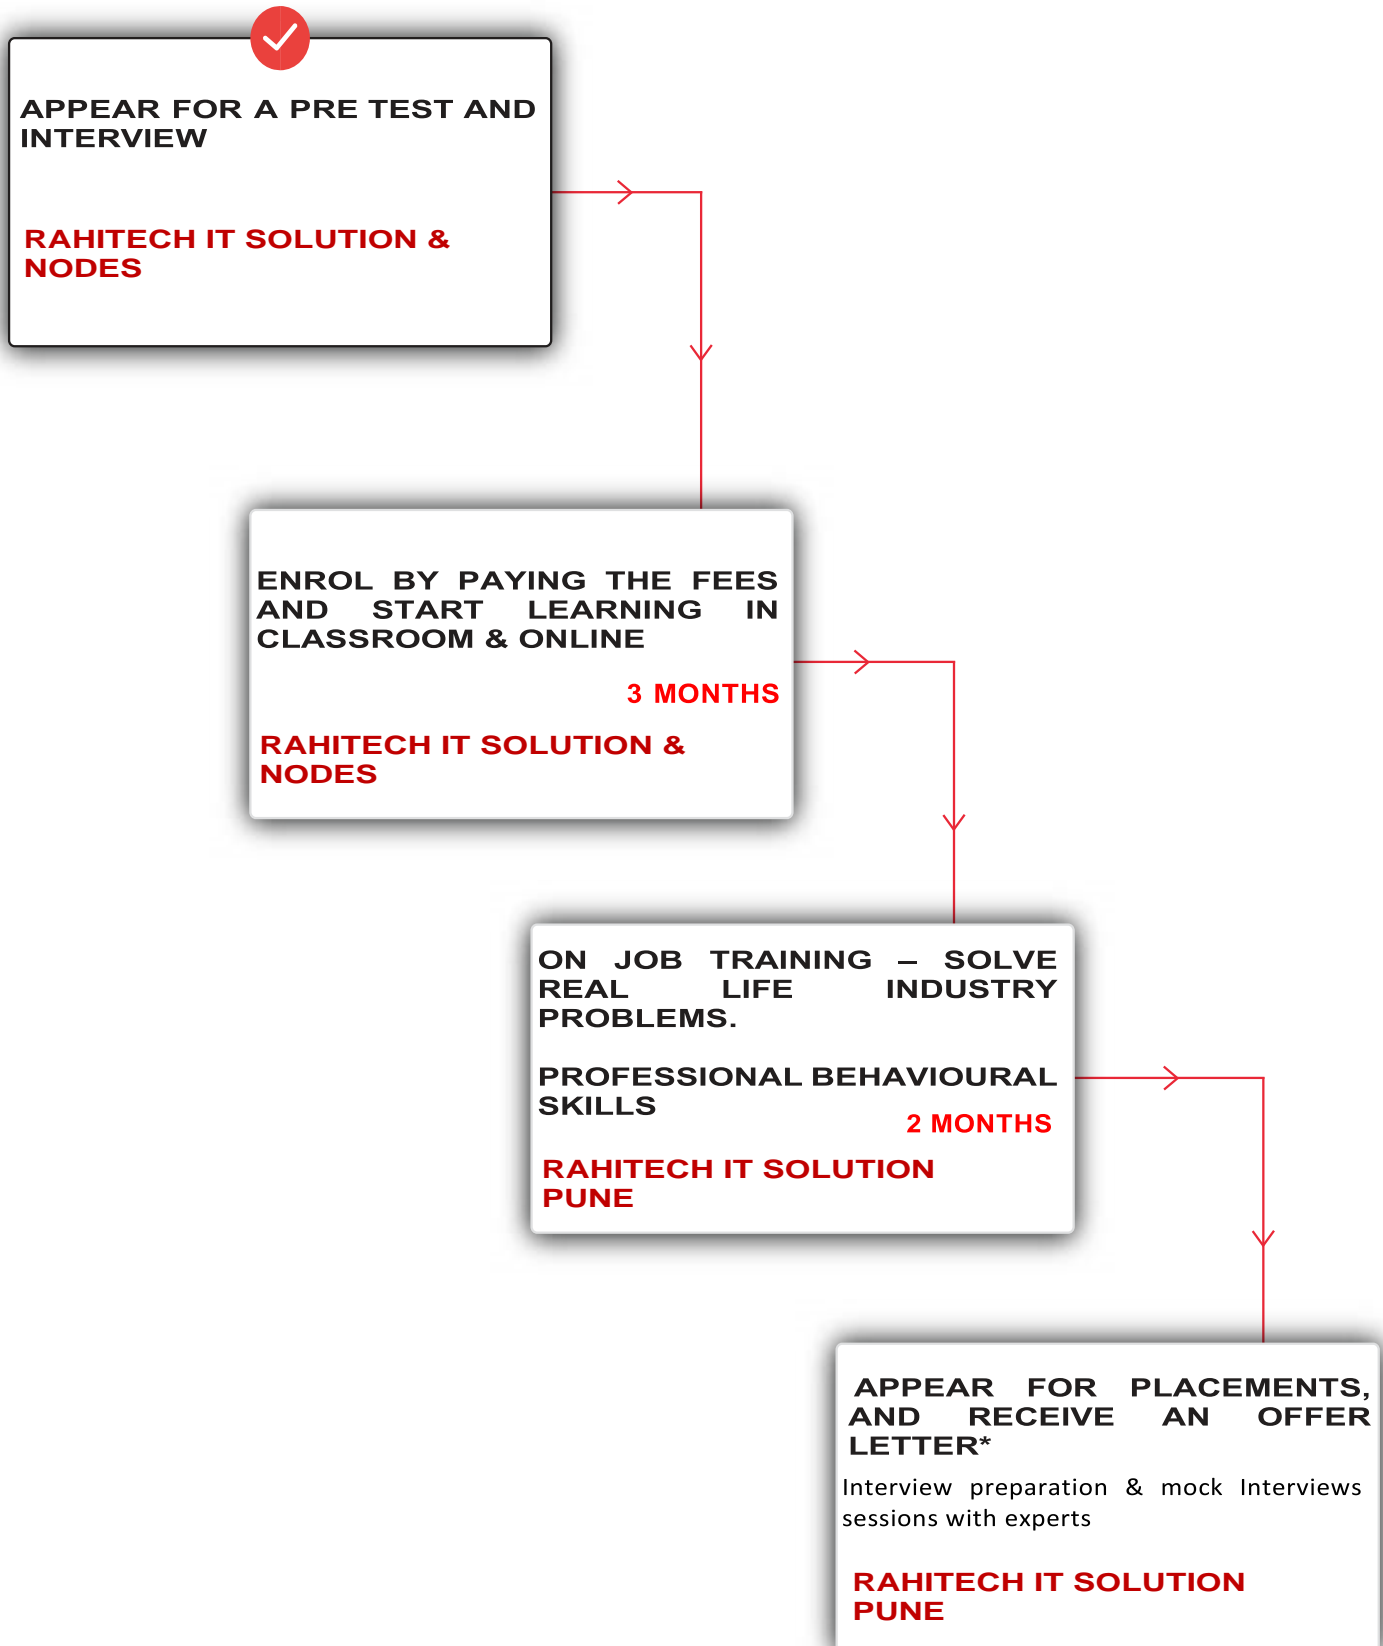 APPEAR FOR A PRE TEST AND
INTERVIEW
RAHITECH IT SOLUTION &
NODES
ENROL BY PAYING THE FEES
AND START LEARNING IN
CLASSROOM & ONLINE
3 MONTHS
RAHITECH IT SOLUTION &
NODES
ON JOB TRAINING – SOLVE
REAL LIFE INDUSTRY
PROBLEMS.
PROFESSIONAL BEHAVIOURAL
SKILLS
2 MONTHS
RAHITECH IT SOLUTION
PUNE
APPEAR FOR PLACEMENTS,
AND RECEIVE AN OFFER
LETTER*
Interview preparation & mock Interviews
sessions with experts
RAHITECH IT SOLUTION
PUNE